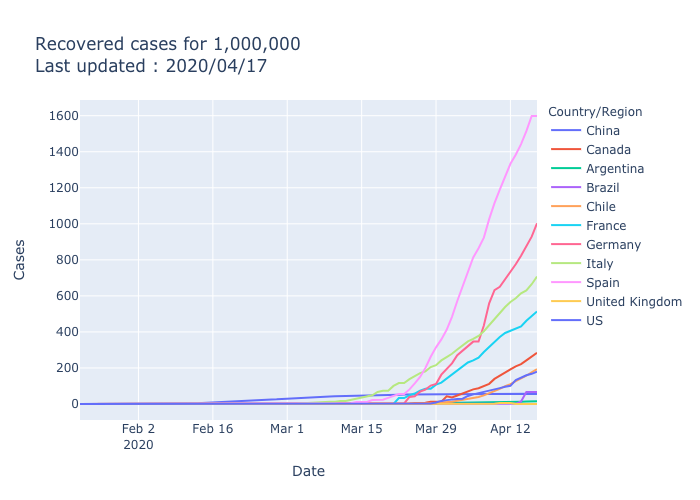 Recovered cases for 1,000,000
Last updated : 2020/04/17
Country/Region
China
Canada
Argentina
Brazil
Chile
France
Germany
Italy
Spain
United Kingdom
US
1600
1400
1200
1000
800
600
400
200
0
Cases
Feb 2 Feb 16 Mar 1 Mar 15 Mar 29 Apr 12
2020
Date